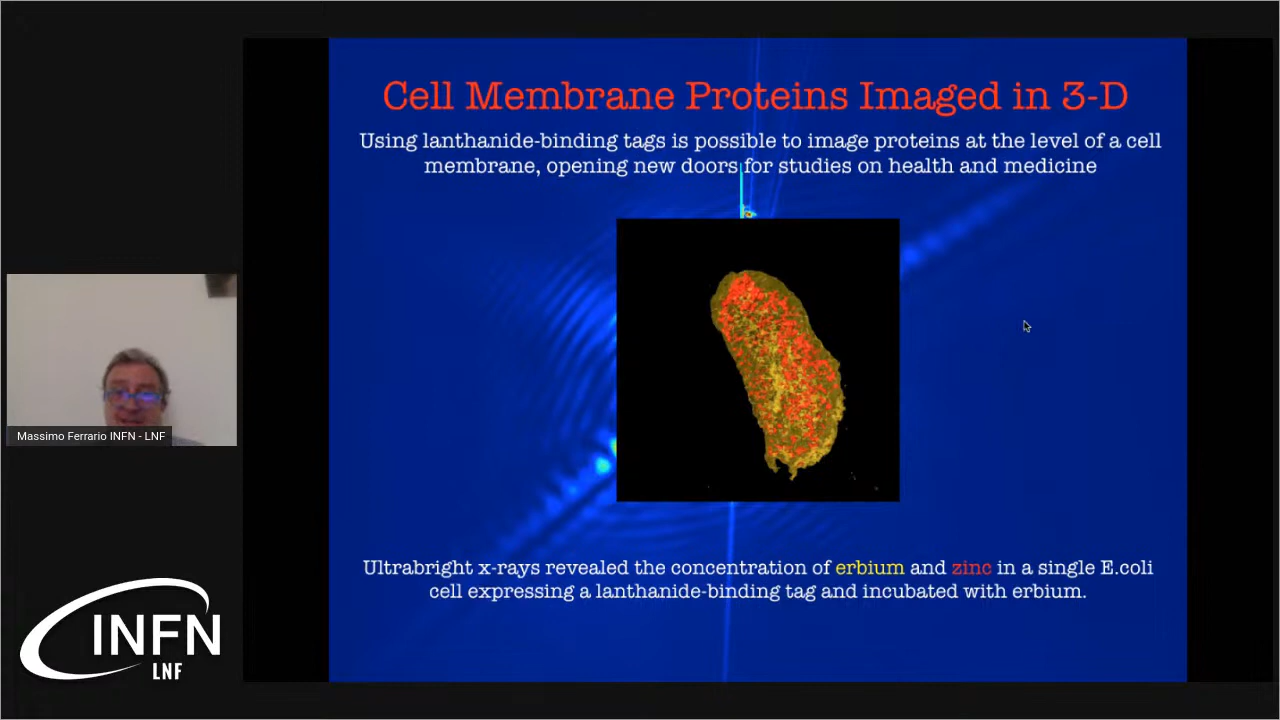 Cell Membrane Proteins Imaged in 3-D
Using lanthanide-binding tags is possible to image proteins at the level of a cell
membrane, opening new doors for studies on health and medicine
Massimo Ferrario INFN - LNF
Ultrabright x-rays revealed the concentration of erbium and zinc in a single E.coli
cell expressing a lanthanide-binding tag and incubated with erbium.
INFN
LNF